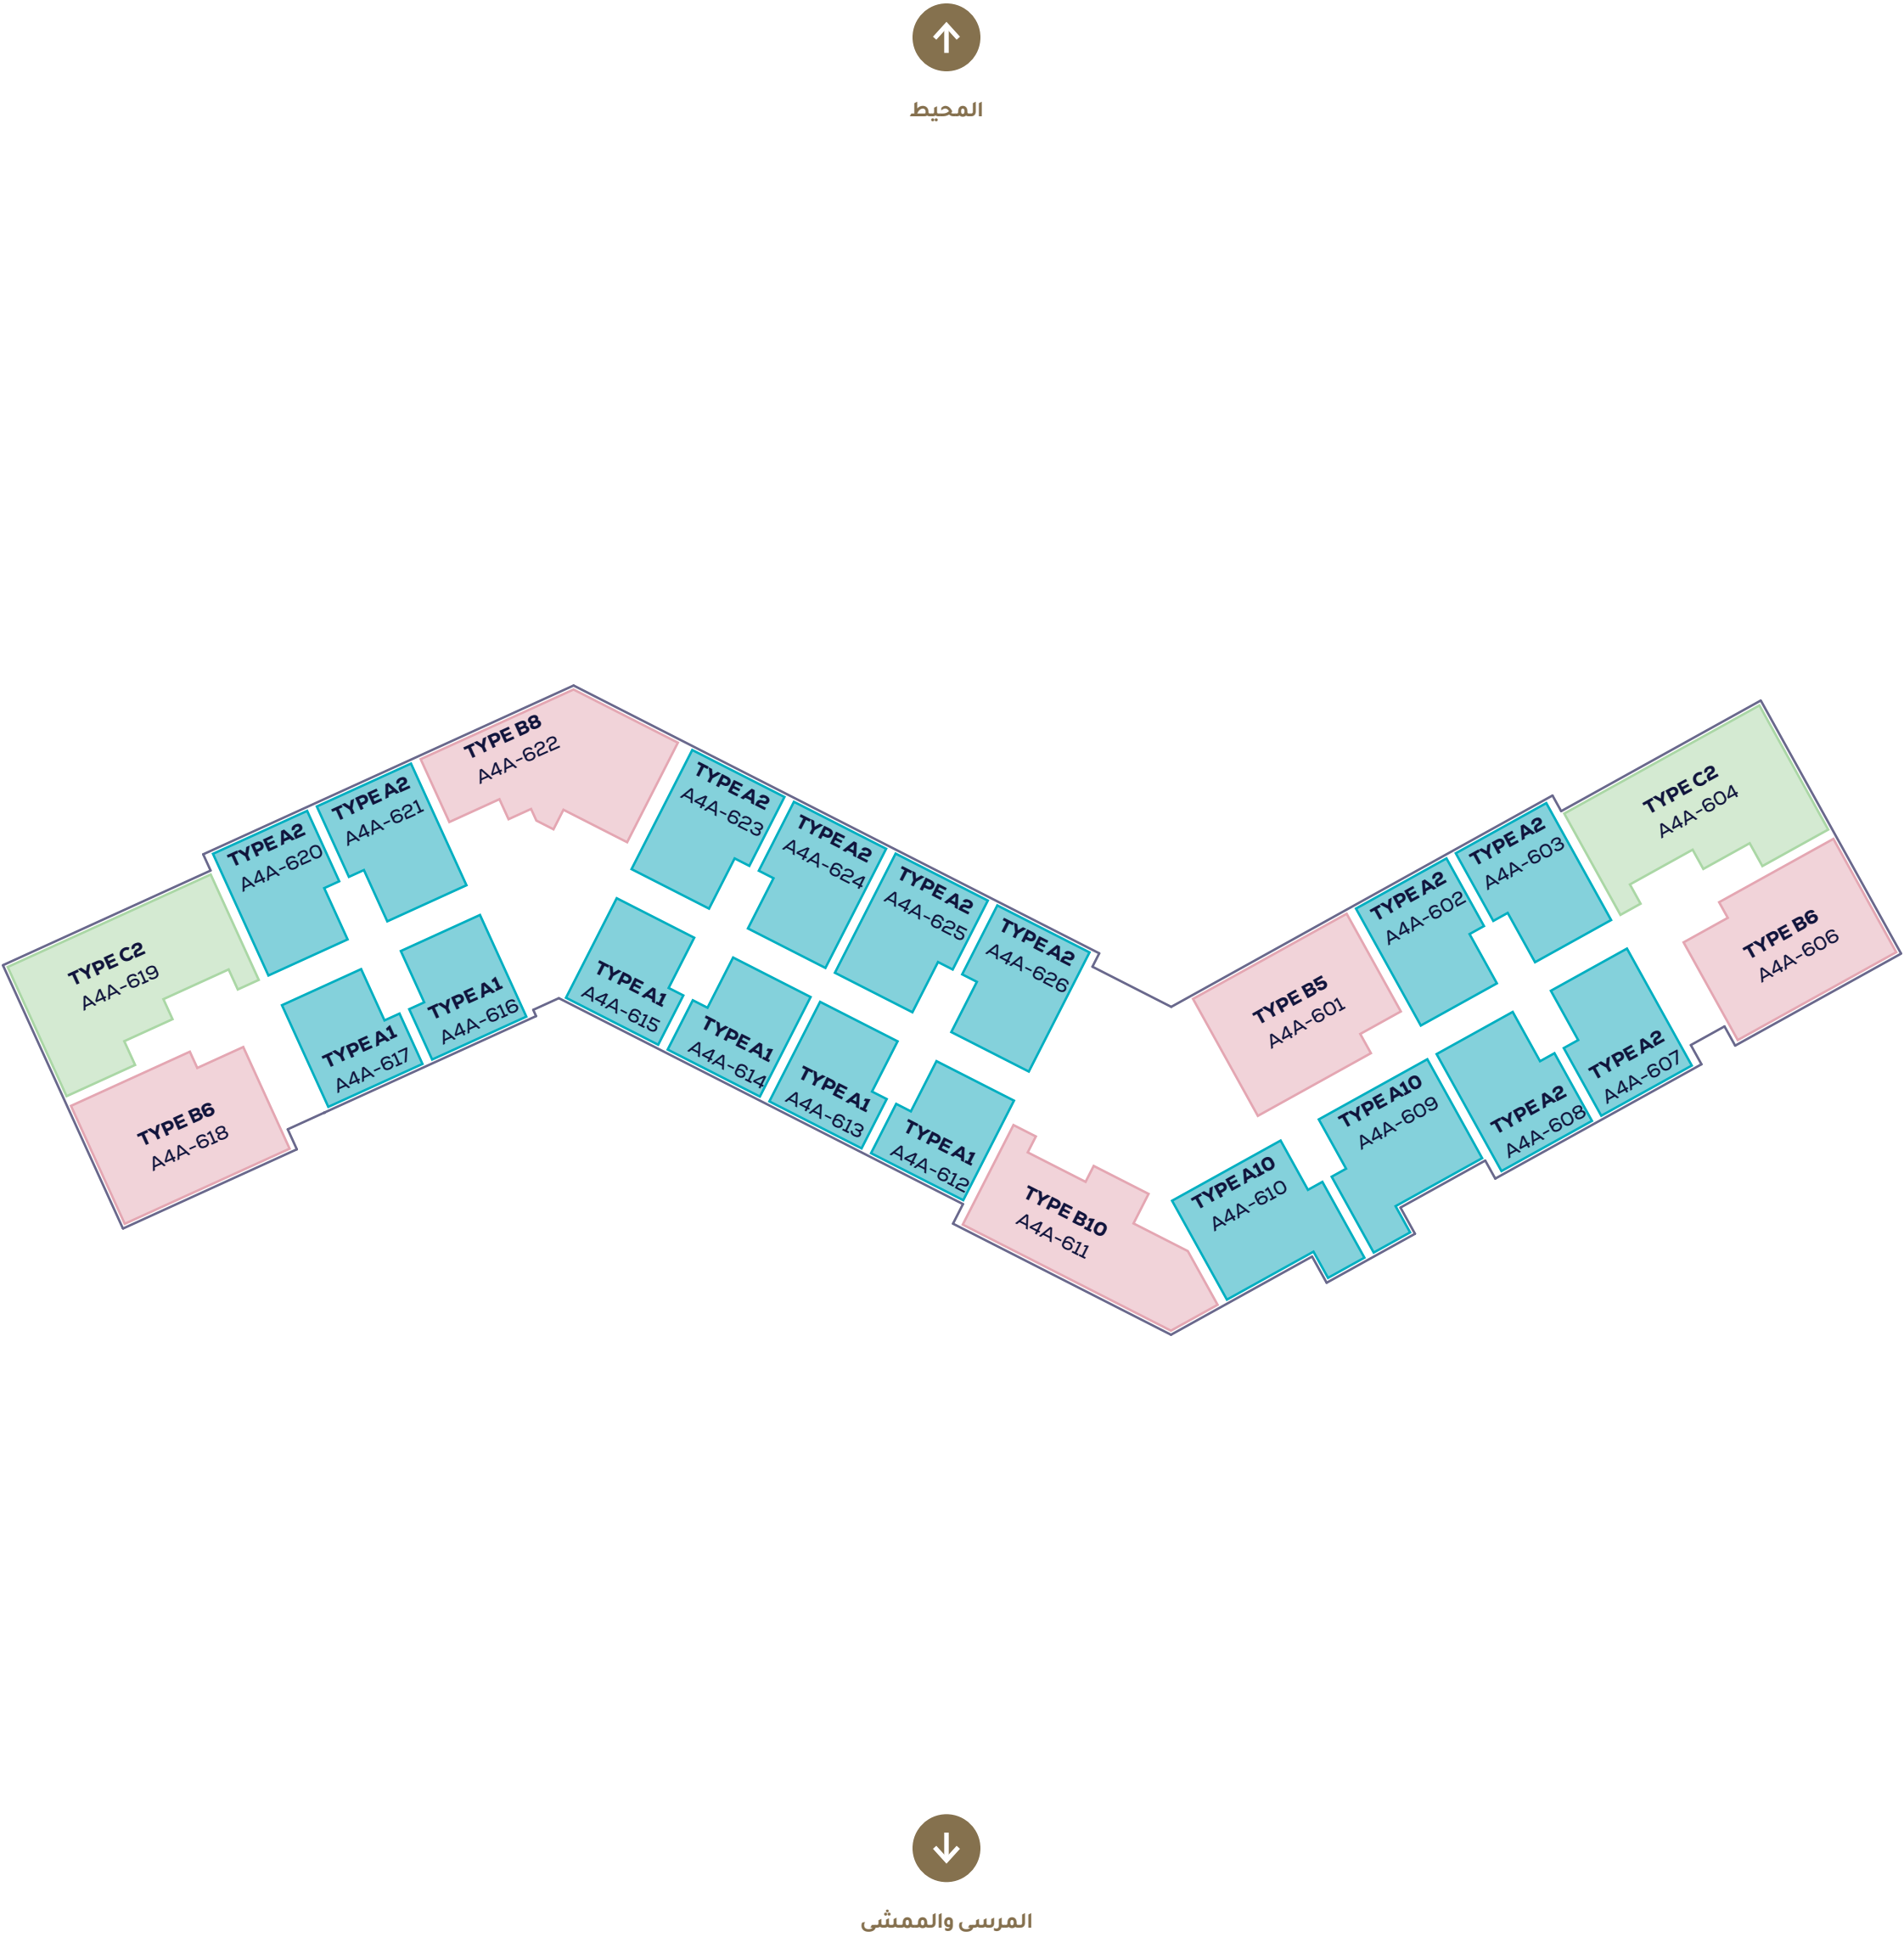 المحيط
TYPE B8
A4A-622
TYPE A2
A4A-621
TYPE A2
A4A-620
TYPE C2
A4A-619
TYPE B6
A4A-618
TYPE A1
A4A-617
TYPE A1
A4A-616
TYPE A2
A4A-623
TYPE A2
A4A-624
TYPE A2
A4A-625
TYPE A2
A4A-626
TYPE A1
A4A-615
TYPE A1
A4A-614
TYPE A1
A4A-613
TYPE A1
A4A-612
TYPE B10
A4A-611
TYPE B5
A4A-601
TYPE A2
A4A-602
TYPE A2
A4A-603
TYPE C2
A4A-604
TYPE B6
A4A-606
TYPE A2
A4A-607
TYPE A2
A4A-608
TYPE A10
A4A-609
TYPE A10
A4A-610
المرسى والممشى